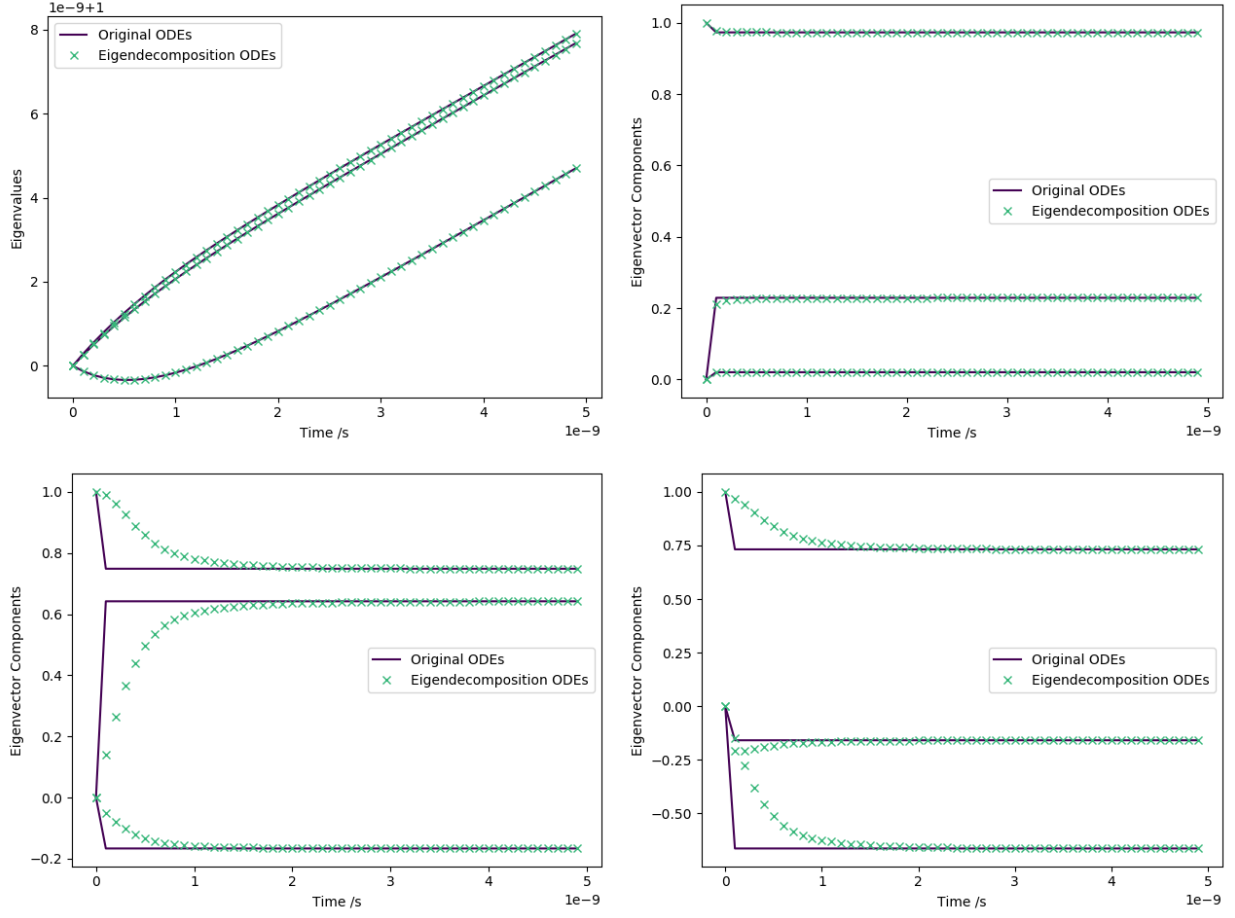 1e−9+1
Original ODEs
Eigendecomposition ODEs
8
6
4
2
0
Eigenvalues
0 1 2 3 4 5
Time /s
1e−9
1.0
0.8
0.6
0.4
0.2
0.0
Eigenvector Components
Original ODEs
Eigendecomposition ODEs
0 1 2 3 4 5
Time /s
1e−9
1.0
0.8
0.6
0.4
0.2
0.0
−0.2
Eigenvector Components
Original ODEs
Eigendecomposition ODEs
0 1 2 3 4 5
Time /s
1e−9
1.00
0.75
0.50
0.25
0.00
−0.25
−0.50
Eigenvector Components
Original ODEs
Eigendecomposition ODEs
0 1 2 3 4 5
Time /s
1e−9